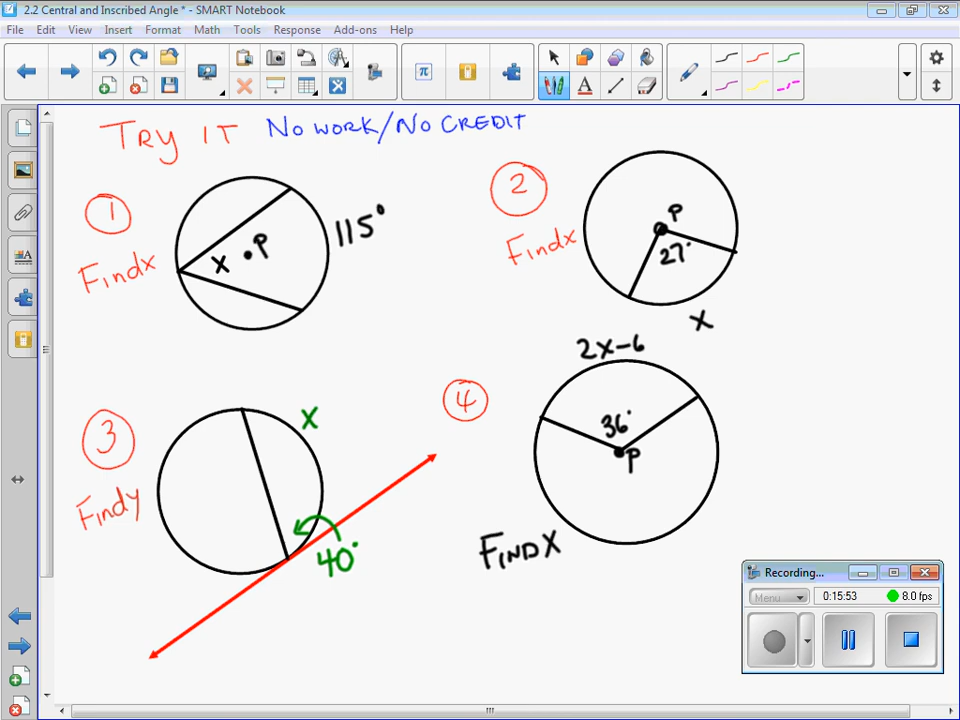 2.2 Central and Inscribed Angle * - SMART Notebook
File Edit View Insert Format Math Tools Response Add-ons Help
π
A
TRY IT NO WORK/NO CREDIT
1
Findx
x
P
115°
2
Findx
P
27°
x
3
Findy
x
40°
4
2x-6
36°
P
FIND X
Recording...
Menu
0:15:53
8.0 fps